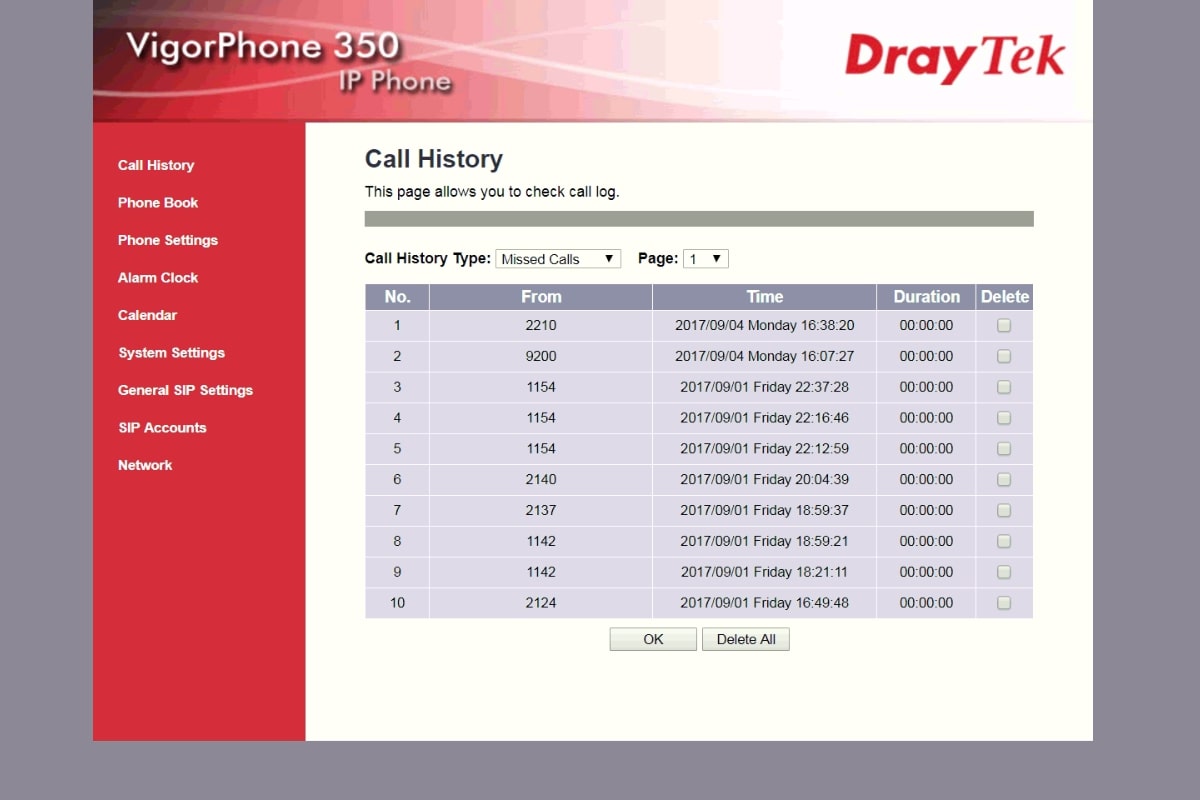 VigorPhone 350
IP Phone
DrayTek
Call History
Phone Book
Phone Settings
Alarm Clock
Calendar
System Settings
General SIP Settings
SIP Accounts
Network
Call History
This page allows you to check call log.
Call History Type: Missed Calls ▼ Page: 1 ▼
No. From Time Duration Delete
1 2210 2017/09/04 Monday 16:38:20 00:00:00
2 9200 2017/09/04 Monday 16:07:27 00:00:00
3 1154 2017/09/01 Friday 22:37:28 00:00:00
4 1154 2017/09/01 Friday 22:16:46 00:00:00
5 1154 2017/09/01 Friday 22:12:59 00:00:00
6 2140 2017/09/01 Friday 20:04:39 00:00:00
7 2137 2017/09/01 Friday 18:59:37 00:00:00
8 1142 2017/09/01 Friday 18:59:21 00:00:00
9 1142 2017/09/01 Friday 18:21:11 00:00:00
10 2124 2017/09/01 Friday 16:49:48 00:00:00
OK Delete All